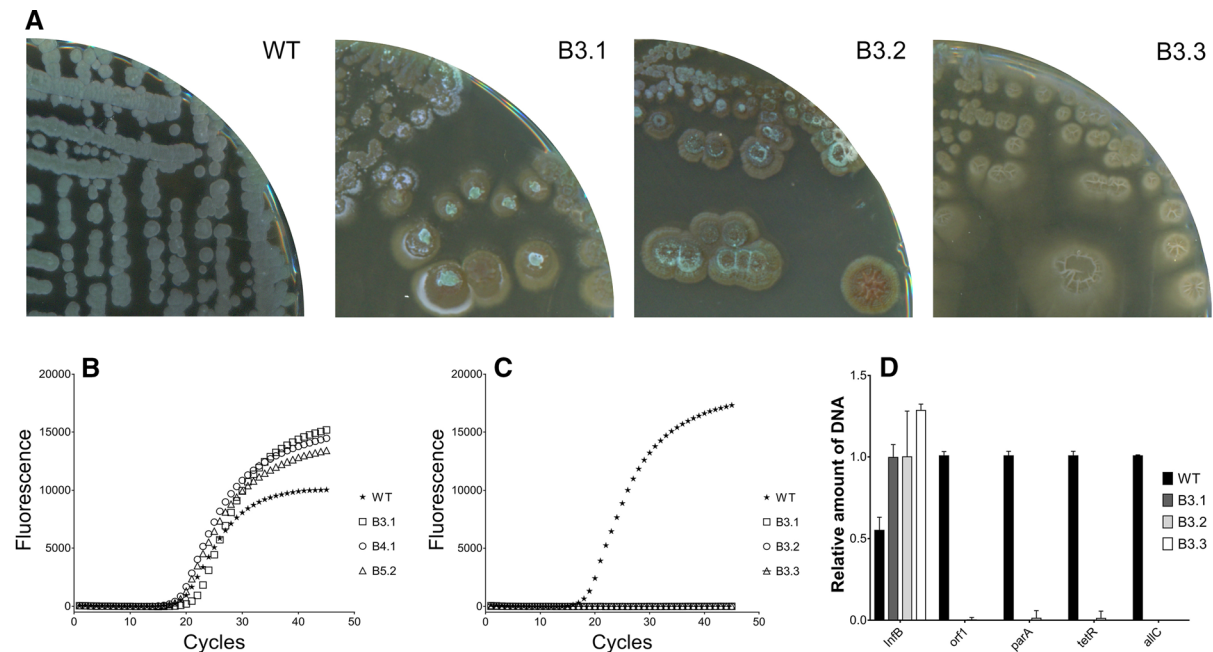 A
WT
B3.1
B3.2
B3.3
B
20000
15000
10000
5000
0
Fluorescence
0 10 20 30 40 50
Cycles
WT
B3.1
B4.1
B5.2
C
20000
15000
10000
5000
0
Fluorescence
0 10 20 30 40 50
Cycles
WT
B3.1
B3.2
B3.3
D
1.5
1.0
0.5
0.0
Relative amount of DNA
InfB orf1 parA tetR allC
WT
B3.1
B3.2
B3.3